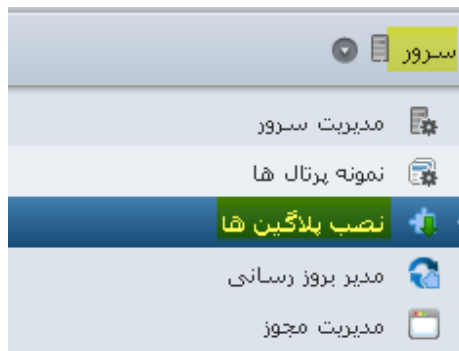 سرور
مدیریت سرور
نمونه پرتال ها
نصب پلاگین ها
مدیر بروز رسانی
مدیریت مجوز